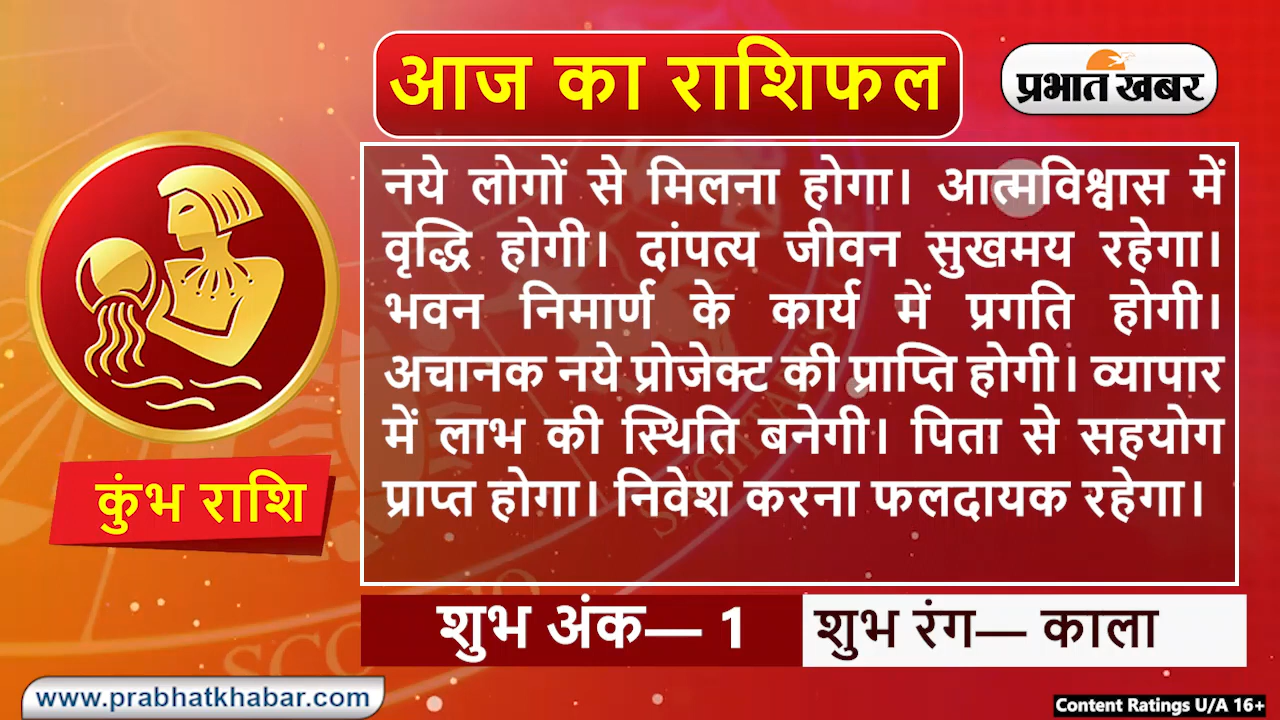 आज का राशिफल
प्रभात खबर
नये लोगों से मिलना होगा। आत्मविश्वास में
वृद्धि होगी। दांपत्य जीवन सुखमय रहेगा।
भवन निमार्ण के कार्य में प्रगति होगी।
अचानक नये प्रोजेक्ट की प्राप्ति होगी। व्यापार
में लाभ की स्थिति बनेगी। पिता से सहयोग
प्राप्त होगा। निवेश करना फलदायक रहेगा।
कुंभ राशि
शुभ अंक— 1
शुभ रंग— काला
www.prabhatkhabar.com
Content Ratings U/A 16+